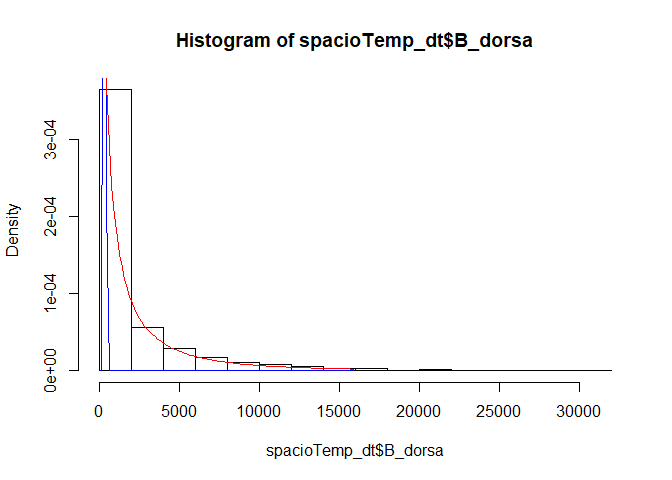 Histogram of spacioTemp_dt$B_dorsa
Density
3e-04
2e-04
1e-04
0e+00
0 5000 10000 15000 20000 25000 30000
spacioTemp_dt$B_dorsa